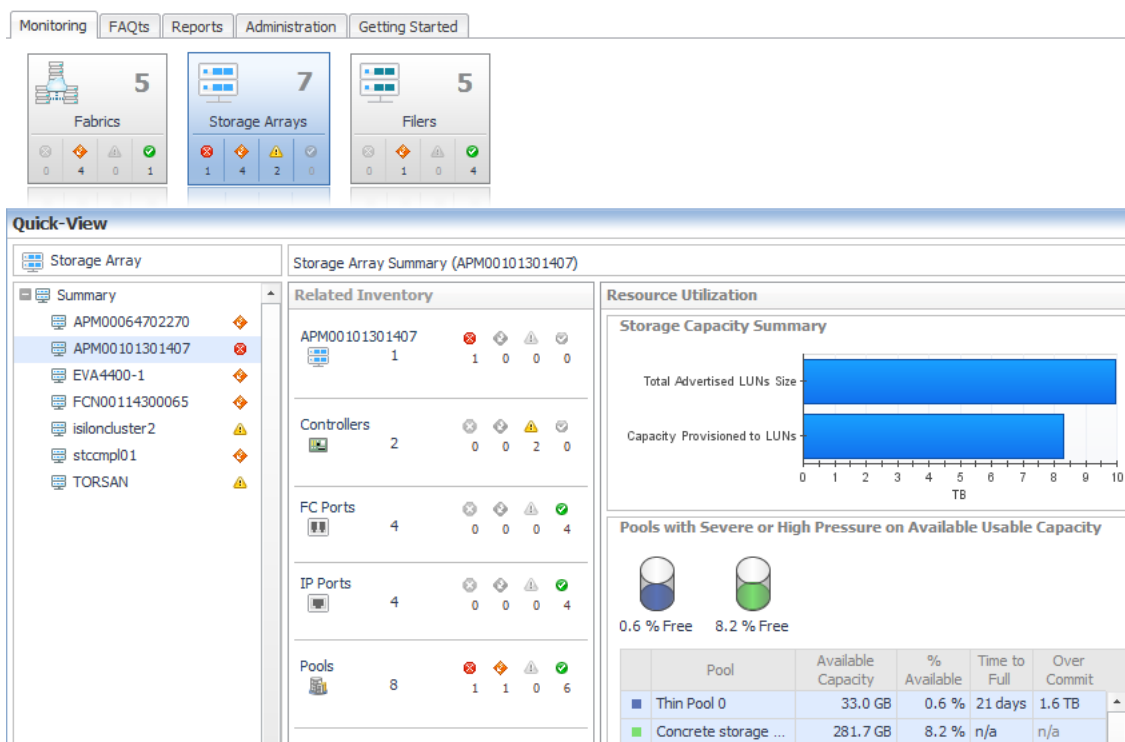 Monitoring FAQts Reports Administration Getting Started
5 7 5
Fabrics Storage Arrays Filers
0 4 0 1 1 4 2 0 0 1 0 4
Quick-View
Storage Array
Summary
APM00064702270
APM00101301407
EVA4400-1
FCN00114300065
isiloncluster2
stccmpl01
TORSAN
Storage Array Summary (APM00101301407)
Related Inventory
APM00101301407
1 1 0 0 0
Controllers
2 0 0 2 0
FC Ports
4 0 0 0 4
IP Ports
4 0 0 0 4
Pools
8 1 1 0 6
Resource Utilization
Storage Capacity Summary
Total Advertised LUNs Size
Capacity Provisioned to LUNs
0 1 2 3 4 5 6 7 8 9 10
TB
Pools with Severe or High Pressure on Available Usable Capacity
0.6 % Free 8.2 % Free
Pool Available Capacity % Available Time to Full Over Commit
Thin Pool 0 33.0 GB 0.6 % 21 days 1.6 TB
Concrete storage ... 281.7 GB 8.2 % n/a n/a